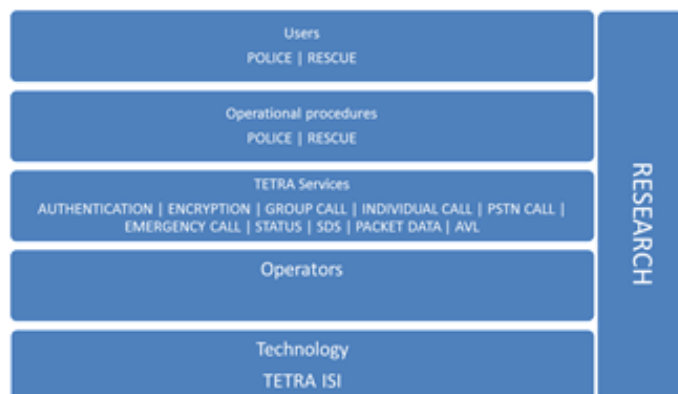 Users
POLICE | RESCUE
Operational procedures
POLICE | RESCUE
TETRA Services
AUTHENTICATION | ENCRYPTION | GROUP CALL | INDIVIDUAL CALL | PSTN CALL |
EMERGENCY CALL | STATUS | SDS | PACKET DATA | AVL
Operators
Technology
TETRA ISI
RESEARCH